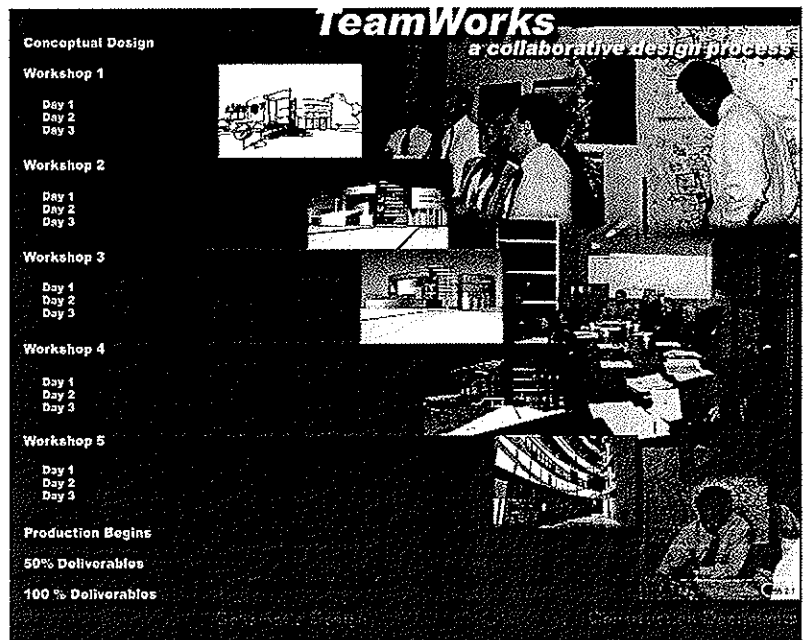 TeamWorks
a collaborative design process
Conceptual Design
Workshop 1
Day 1
Day 2
Day 3
Workshop 2
Day 1
Day 2
Day 3
Workshop 3
Day 1
Day 2
Day 3
Workshop 4
Day 1
Day 2
Day 3
Workshop 5
Day 1
Day 2
Day 3
Production Begins
50% Deliverables
100 % Deliverables